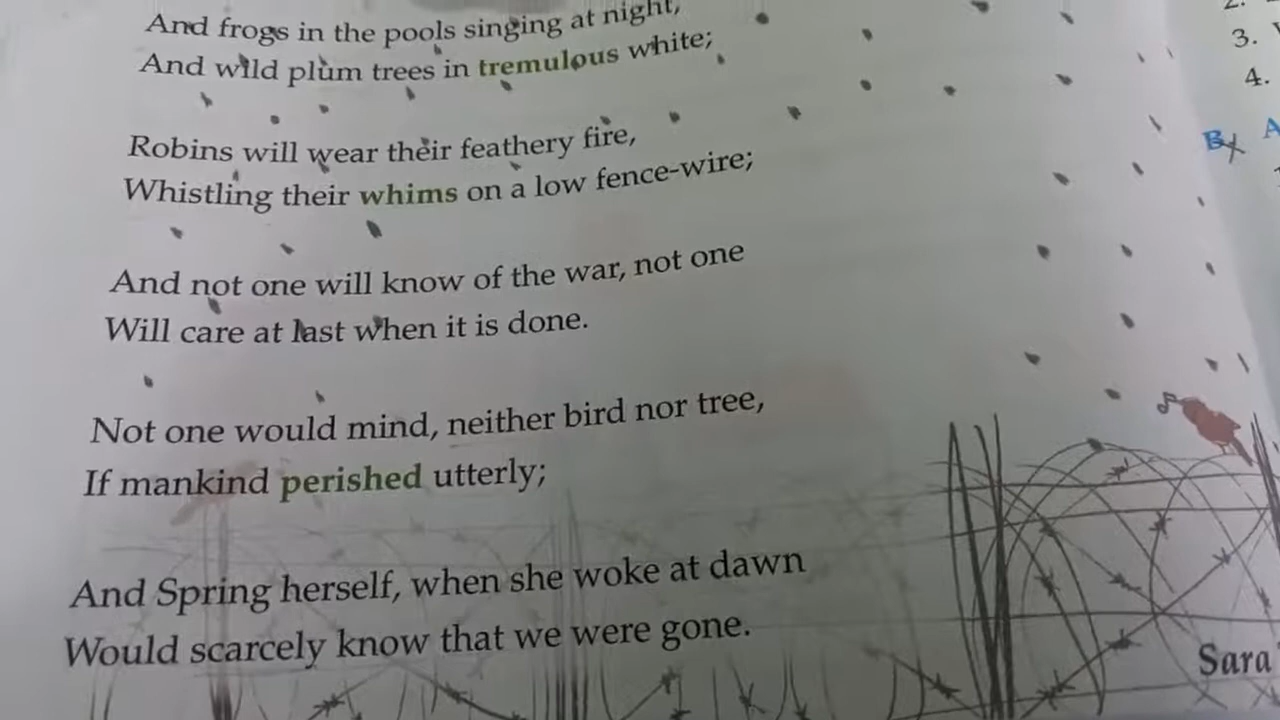 And frogs in the pools singing at night,
And wild plum trees in tremulous white;
Robins will wear their feathery fire,
Whistling their whims on a low fence-wire;
And not one will know of the war, not one
Will care at last when it is done.
Not one would mind, neither bird nor tree,
If mankind perished utterly;
And Spring herself, when she woke at dawn
Would scarcely know that we were gone.
Sara
3.
4.
B